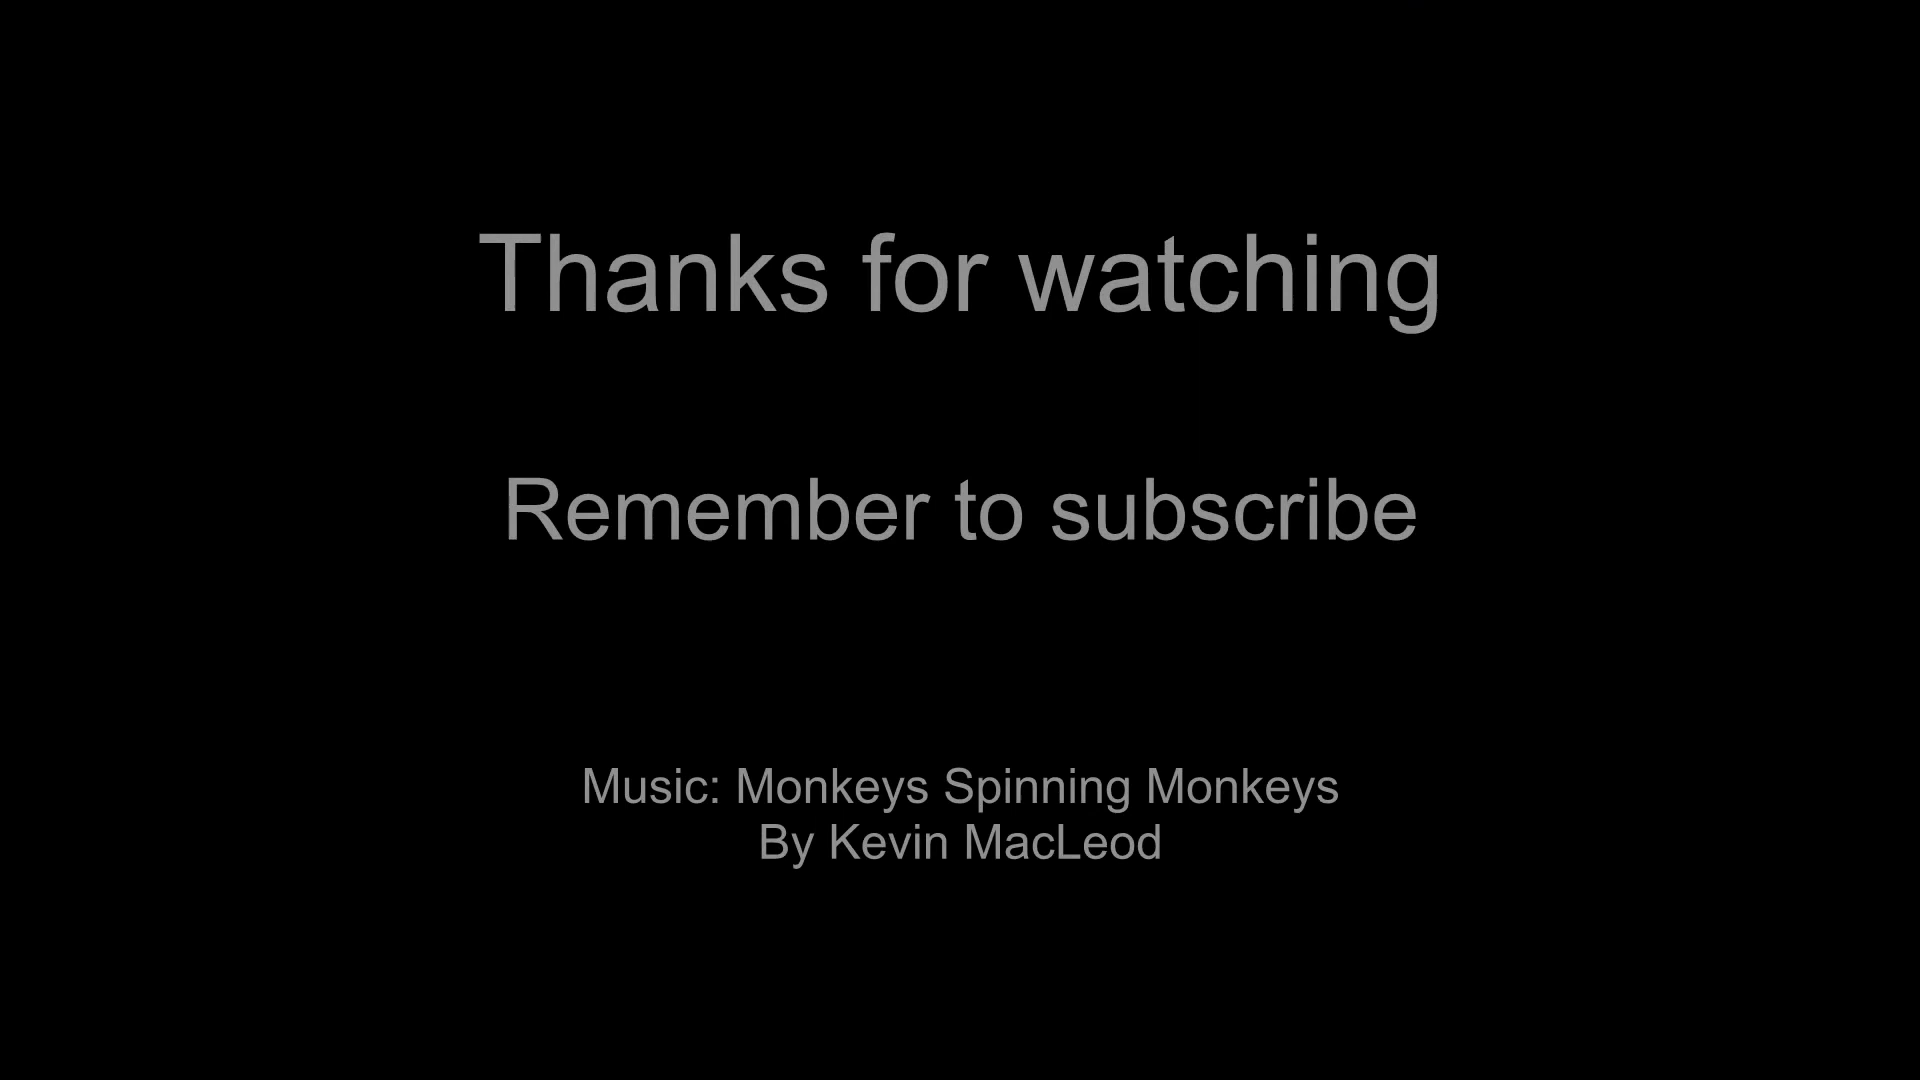 Thanks for watching
Remember to subscribe
Music: Monkeys Spinning Monkeys
By Kevin MacLeod